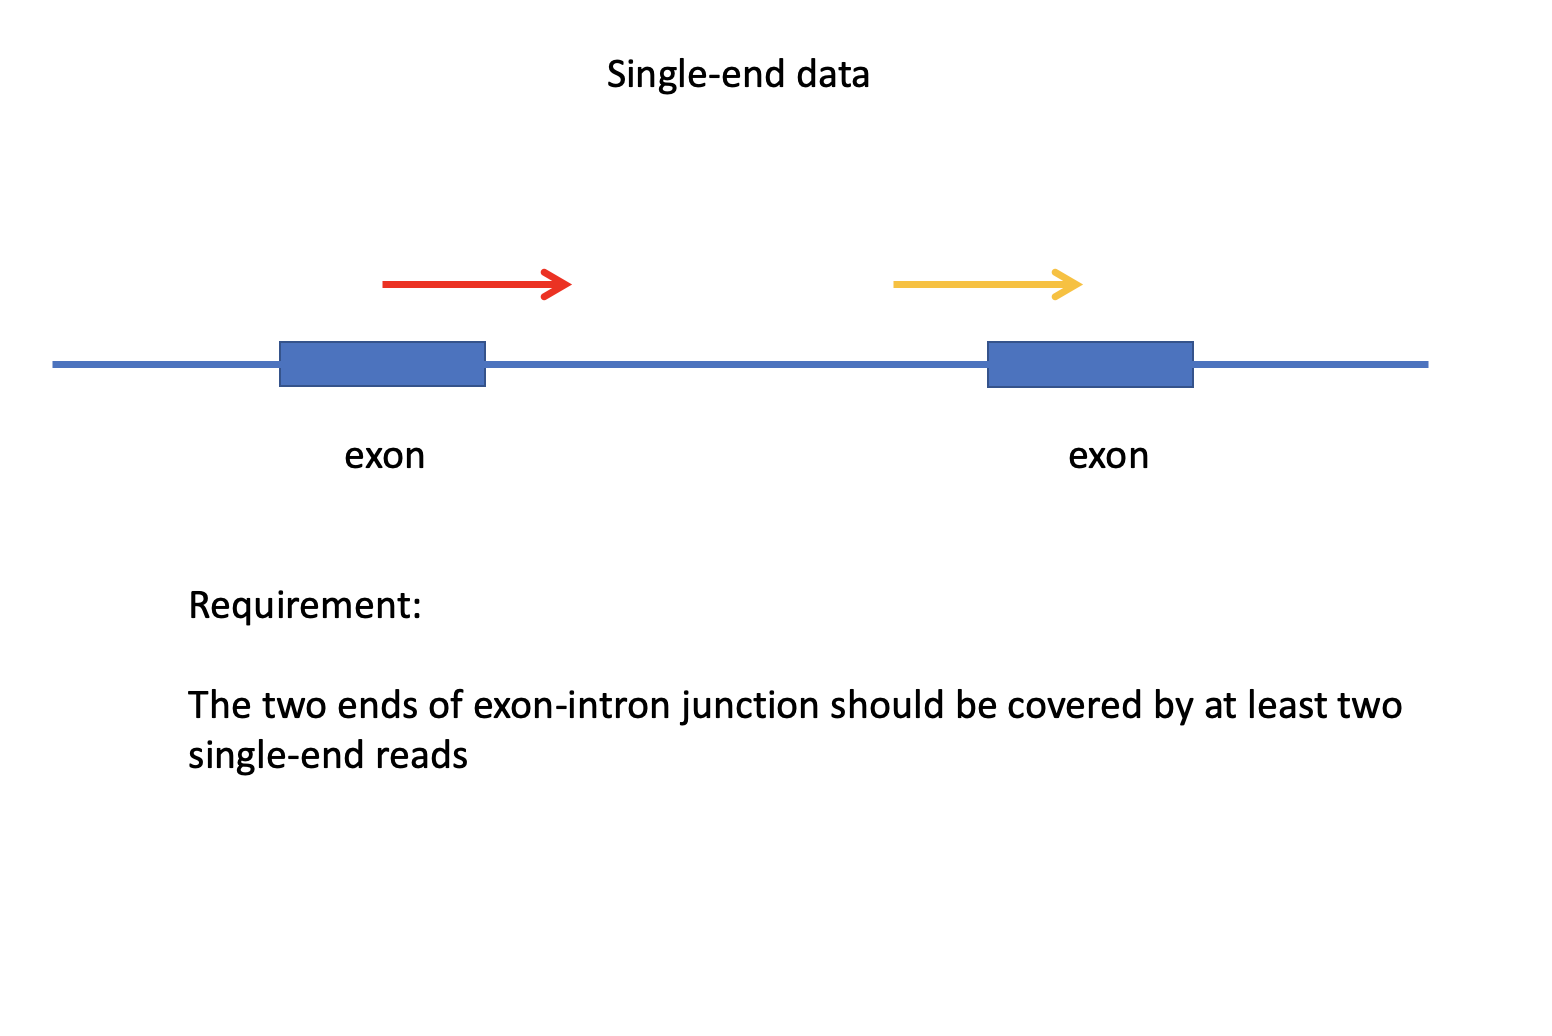 Single-end data
exon
exon
Requirement:
The two ends of exon-intron junction should be covered by at least two
single-end reads